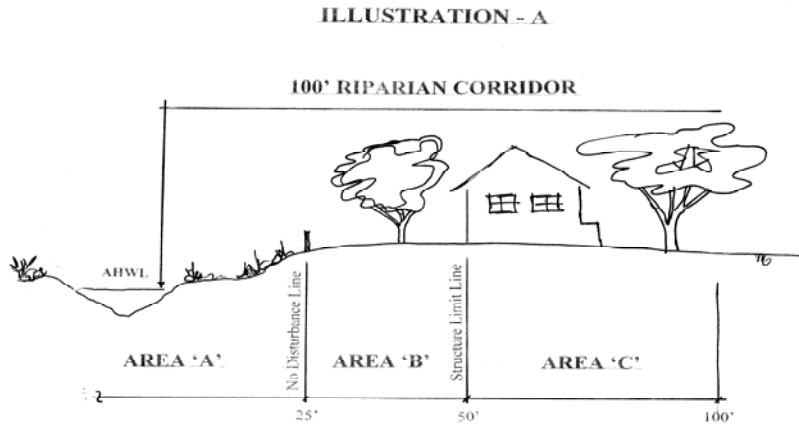 ILLUSTRATION - A
100' RIPARIAN CORRIDOR
AHWL
No Disturbance Line
Structure Limit Line
AREA 'A'
AREA 'B'
AREA 'C'
25'
50'
100'